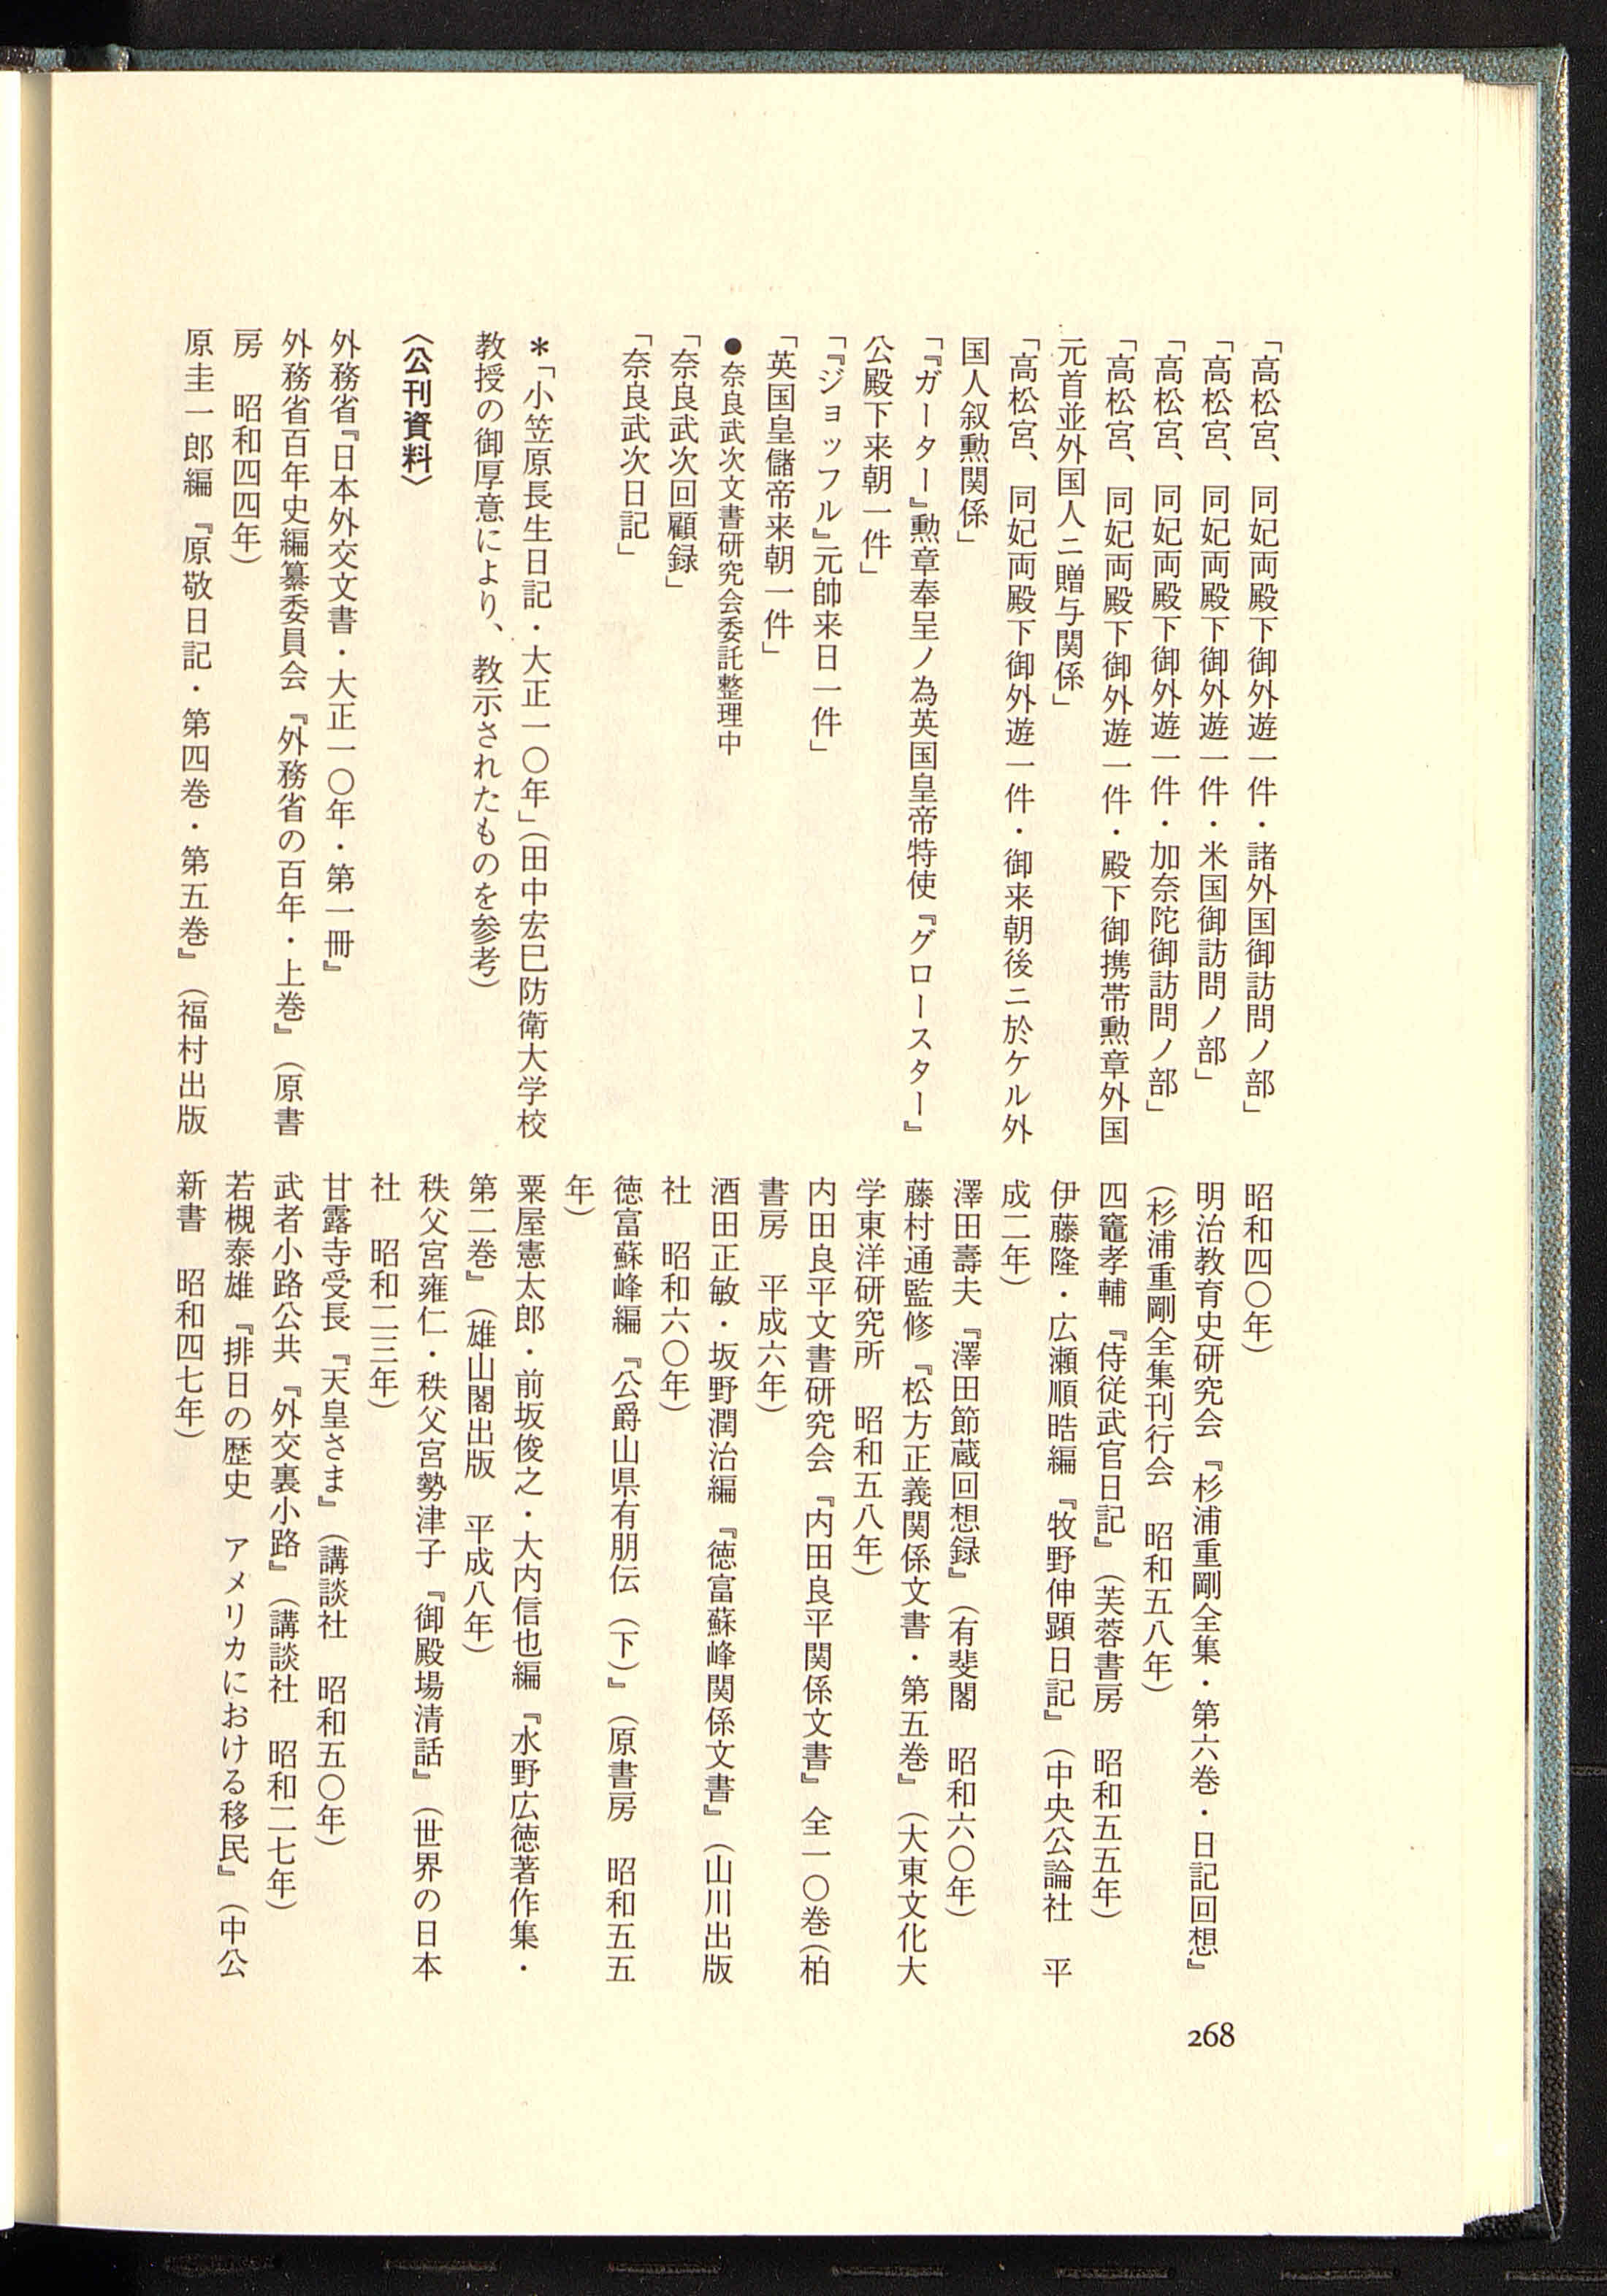 「高松宮、同妃両殿下御外遊一件・諸外国御訪問ノ部」
「高松宮、同妃両殿下御外遊一件・米国御訪問ノ部」
「高松宮、同妃両殿下御外遊一件・加奈陀御訪問ノ部」
「高松宮、同妃両殿下御外遊一件・殿下御携帯勲章外国
元首並外国人ニ贈与関係」
「高松宮、同妃両殿下御外遊一件・御来朝後ニ於ケル外
国人叙勲関係」
「『ガーター』勲章奉呈ノ為英国皇帝特使『グロースター』
公殿下来朝一件」
「『ジョッフル』元帥来日一件」
「英国皇儲帝来朝一件」
●奈良武次文書研究会委託整理中
「奈良武次回顧録」
「奈良武次日記」
＊「小笠原長生日記・大正一〇年」（田中宏巳防衛大学校
教授の御厚意により、教示されたものを参考）
〈公刊資料〉
外務省『日本外交文書・大正一〇年・第一冊』
外務省百年史編纂委員会『外務省の百年・上巻』（原書
房　昭和四四年）
原圭一郎編『原敬日記・第四巻・第五巻』（福村出版
昭和四〇年）
明治教育史研究会『杉浦重剛全集・第六巻・日記回想』
（杉浦重剛全集刊行会　昭和五八年）
四竈孝輔『侍従武官日記』（芙蓉書房　昭和五五年）
伊藤隆・広瀬順晧編『牧野伸顕日記』（中央公論社　平
成二年）
澤田壽夫『澤田節蔵回想録』（有斐閣　昭和六〇年）
藤村通監修『松方正義関係文書・第五巻』（大東文化大
学東洋研究所　昭和五八年）
内田良平文書研究会『内田良平関係文書』全一〇巻（柏
書房　平成六年）
酒田正敏・坂野潤治編『徳富蘇峰関係文書』（山川出版
社　昭和六〇年）
徳富蘇峰編『公爵山県有朋伝（下）』（原書房　昭和五五
年）
粟屋憲太郎・前坂俊之・大内信也編『水野広徳著作集・
第二巻』（雄山閣出版　平成八年）
秩父宮雍仁・秩父宮勢津子『御殿場清話』（世界の日本
社　昭和二三年）
甘露寺受長『天皇さま』（講談社　昭和五〇年）
武者小路公共『外交裏小路』（講談社　昭和二七年）
若槻泰雄『排日の歴史　アメリカにおける移民』（中公
新書　昭和四七年）
268